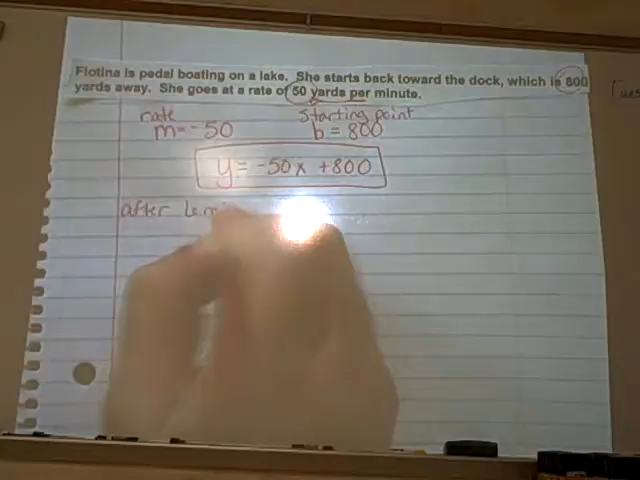 Flotina is pedal boating on a lake. She starts back toward the dock, which is 800
yards away. She goes at a rate of 50 yards per minute.
rate starting point
m = -50 b = 800
y = -50x + 800
after
Tues